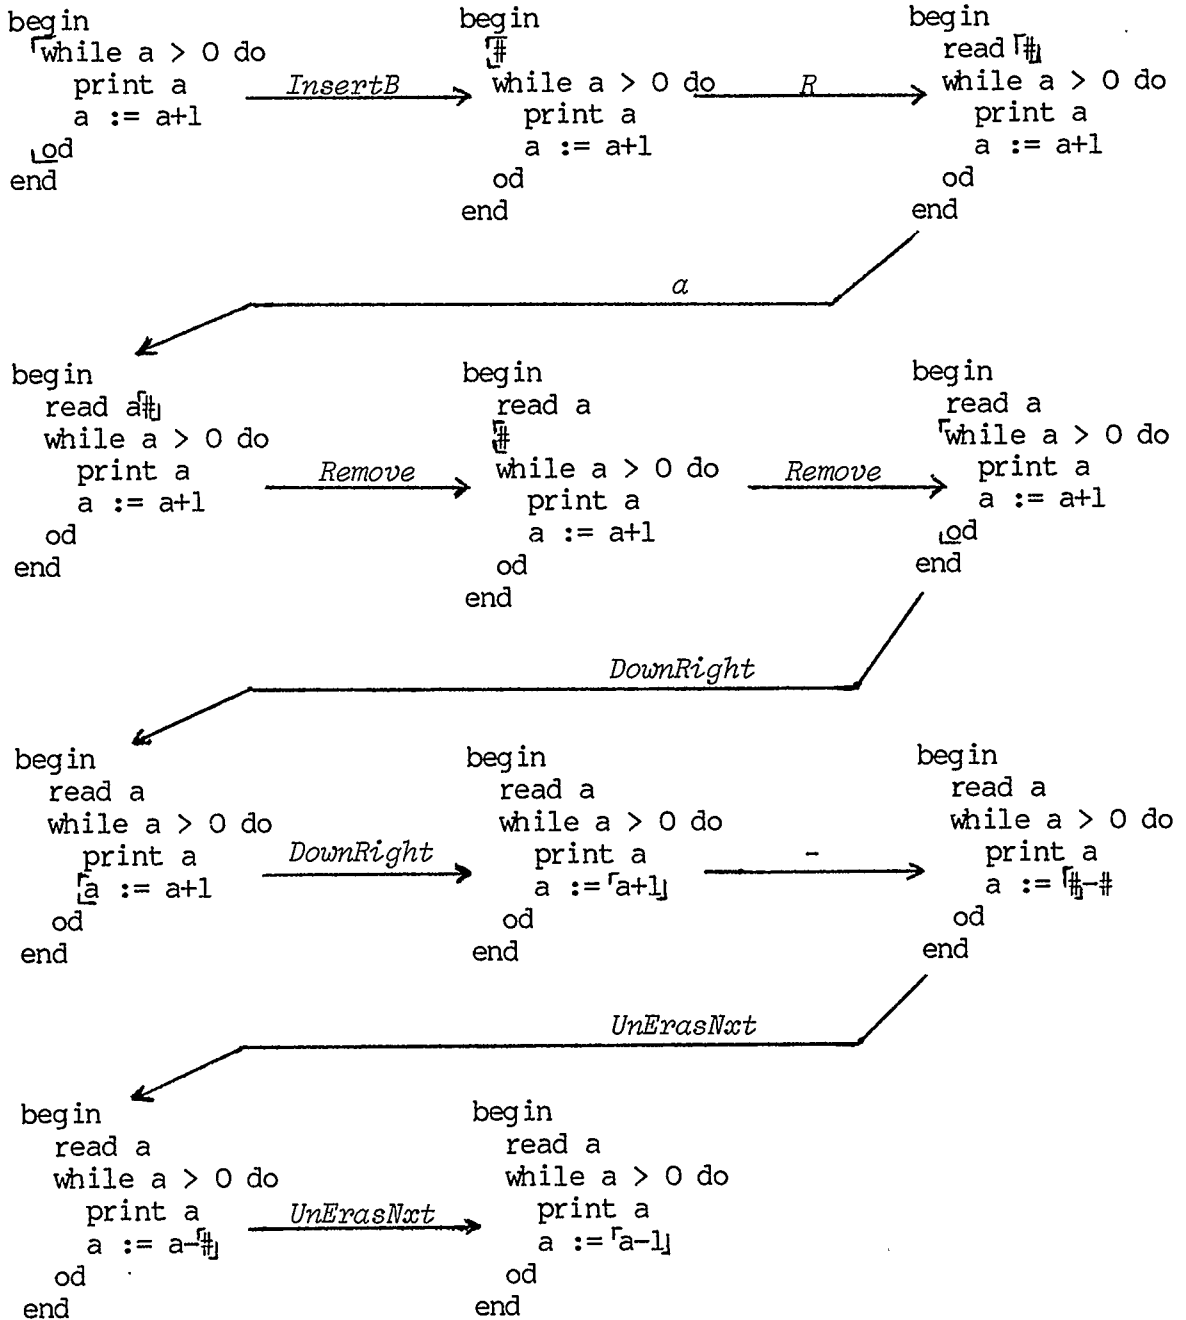 begin
「while a > 0 do
print a
a := a+1
」od
end
InsertB
begin
「#」
while a > 0 do
print a
a := a+1
od
end
R
begin
read「#」
while a > 0 do
print a
a := a+1
od
end
a
begin
read a「#」
while a > 0 do
print a
a := a+1
od
end
Remove
begin
read a
「#」
while a > 0 do
print a
a := a+1
od
end
Remove
begin
read a
「while a > 0 do
print a
a := a+1
」od
end
DownRight
begin
read a
while a > 0 do
print a
「a」 := a+1
od
end
DownRight
begin
read a
while a > 0 do
print a
a :=「a+1」
od
end
-
begin
read a
while a > 0 do
print a
a := 「#」-#
od
end
UnErasNxt
begin
read a
while a > 0 do
print a
a := a-「#」
od
end
UnErasNxt
begin
read a
while a > 0 do
print a
a :=「a-1」
od
end